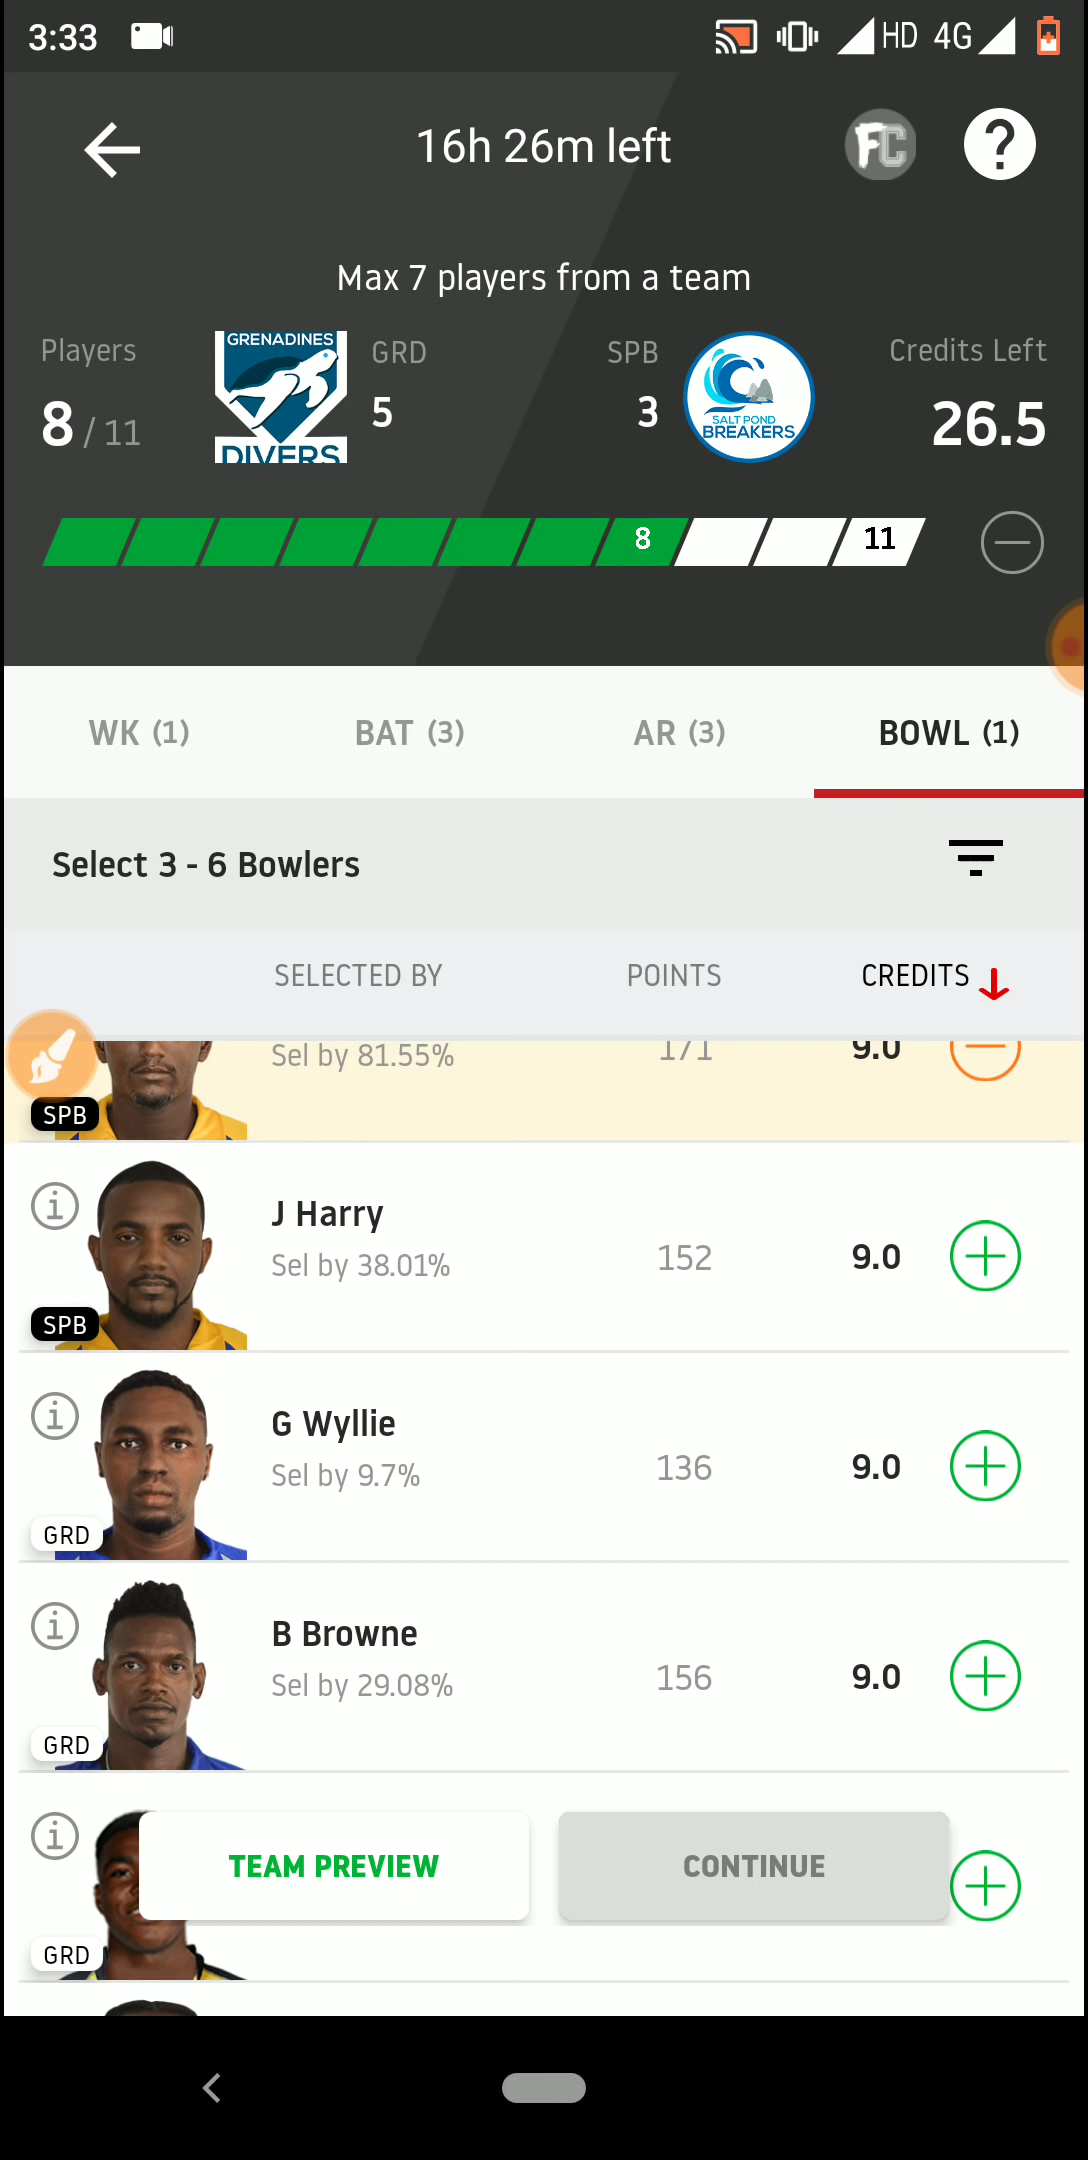 3:33
HD 4G
16h 26m left
FC
?
Max 7 players from a team
Players
8 / 11
GRENADINES
DIVERS
GRD
5
SPB
3
SALT POND
BREAKERS
Credits Left
26.5
8
11
WK (1)
BAT (3)
AR (3)
BOWL (1)
Select 3 - 6 Bowlers
SELECTED BY
POINTS
CREDITS
Sel by 81.55%
171
9.0
SPB
J Harry
Sel by 38.01%
152
9.0
SPB
G Wyllie
Sel by 9.7%
136
9.0
GRD
B Browne
Sel by 29.08%
156
9.0
GRD
TEAM PREVIEW
CONTINUE
GRD